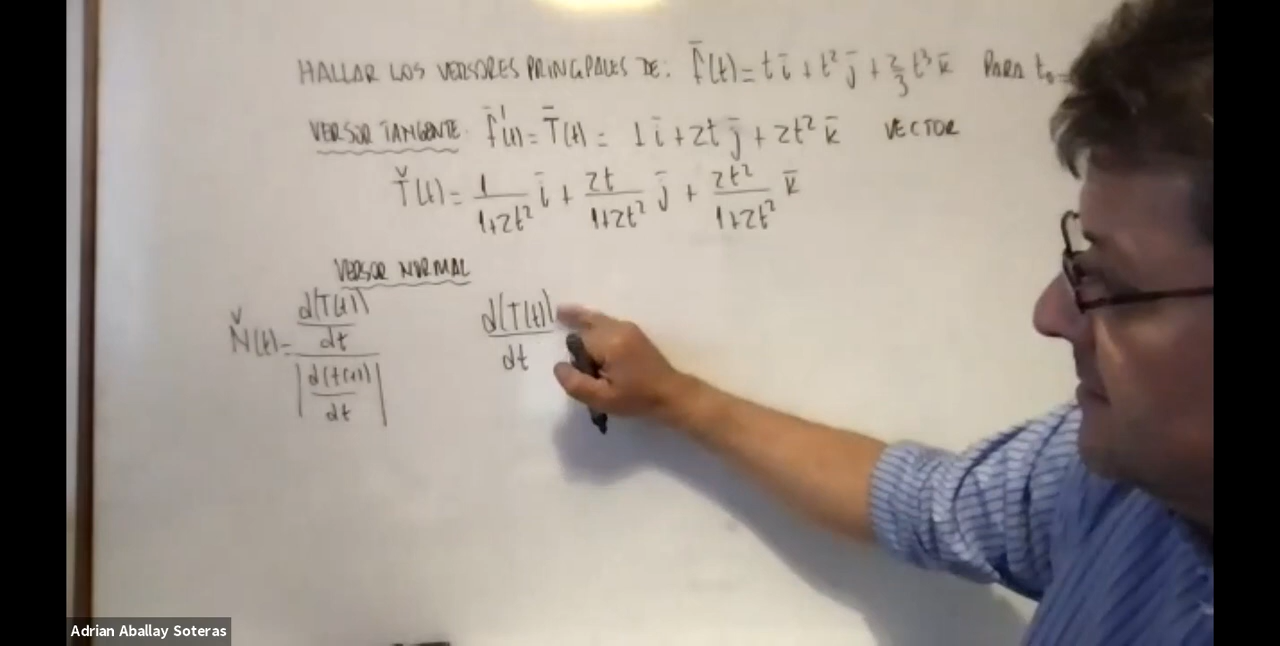 HALLAR LOS VERSORES PRINCIPALES DE: f̄(t) = t ī + t² j̄ + 2/3 t³ k̄ PARA t₀ =
VERSOR TANGENTE: f̄'(t) = T̄(t) = 1 ī + 2t j̄ + 2t² k̄ VECTOR
Ť(t) = 1/(1+2t²) ī + 2t/(1+2t²) j̄ + 2t²/(1+2t²) k̄
VERSOR NORMAL
Ň(t) = (d(T(t))/dt) / |d(T(t))/dt| d(T(t))/dt
Adrian Aballay Soteras